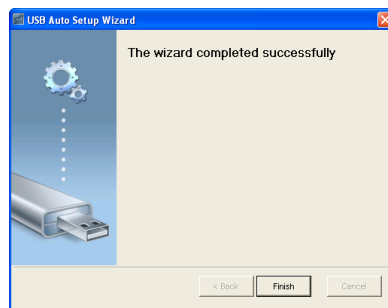 USB Auto Setup Wizard
The wizard completed successfully
< Back
Finish
Cancel